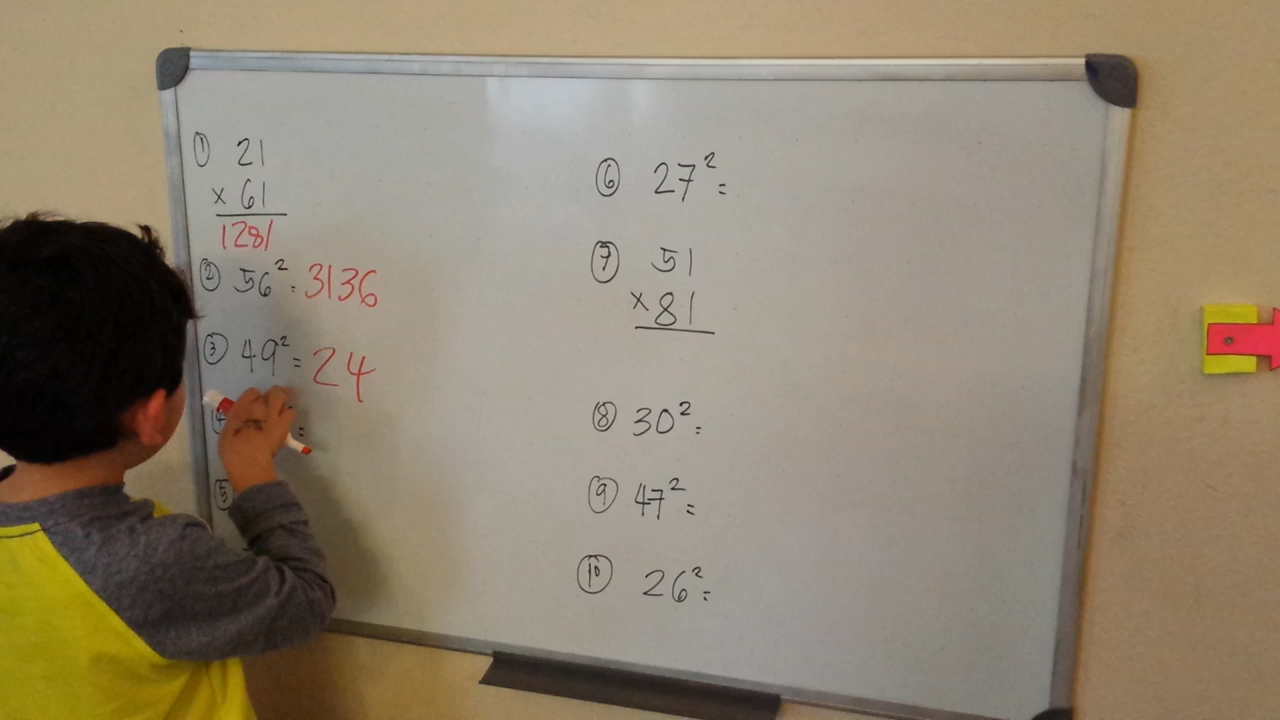 ① 21
× 61
1281
② 56² = 3136
③ 49² = 24
④ =
⑤
⑥ 27² =
⑦ 51
× 81
⑧ 30² =
⑨ 47² =
⑩ 26² =